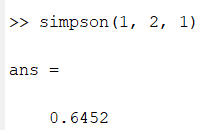 >> simpson(1, 2, 1)
ans =
0.6452